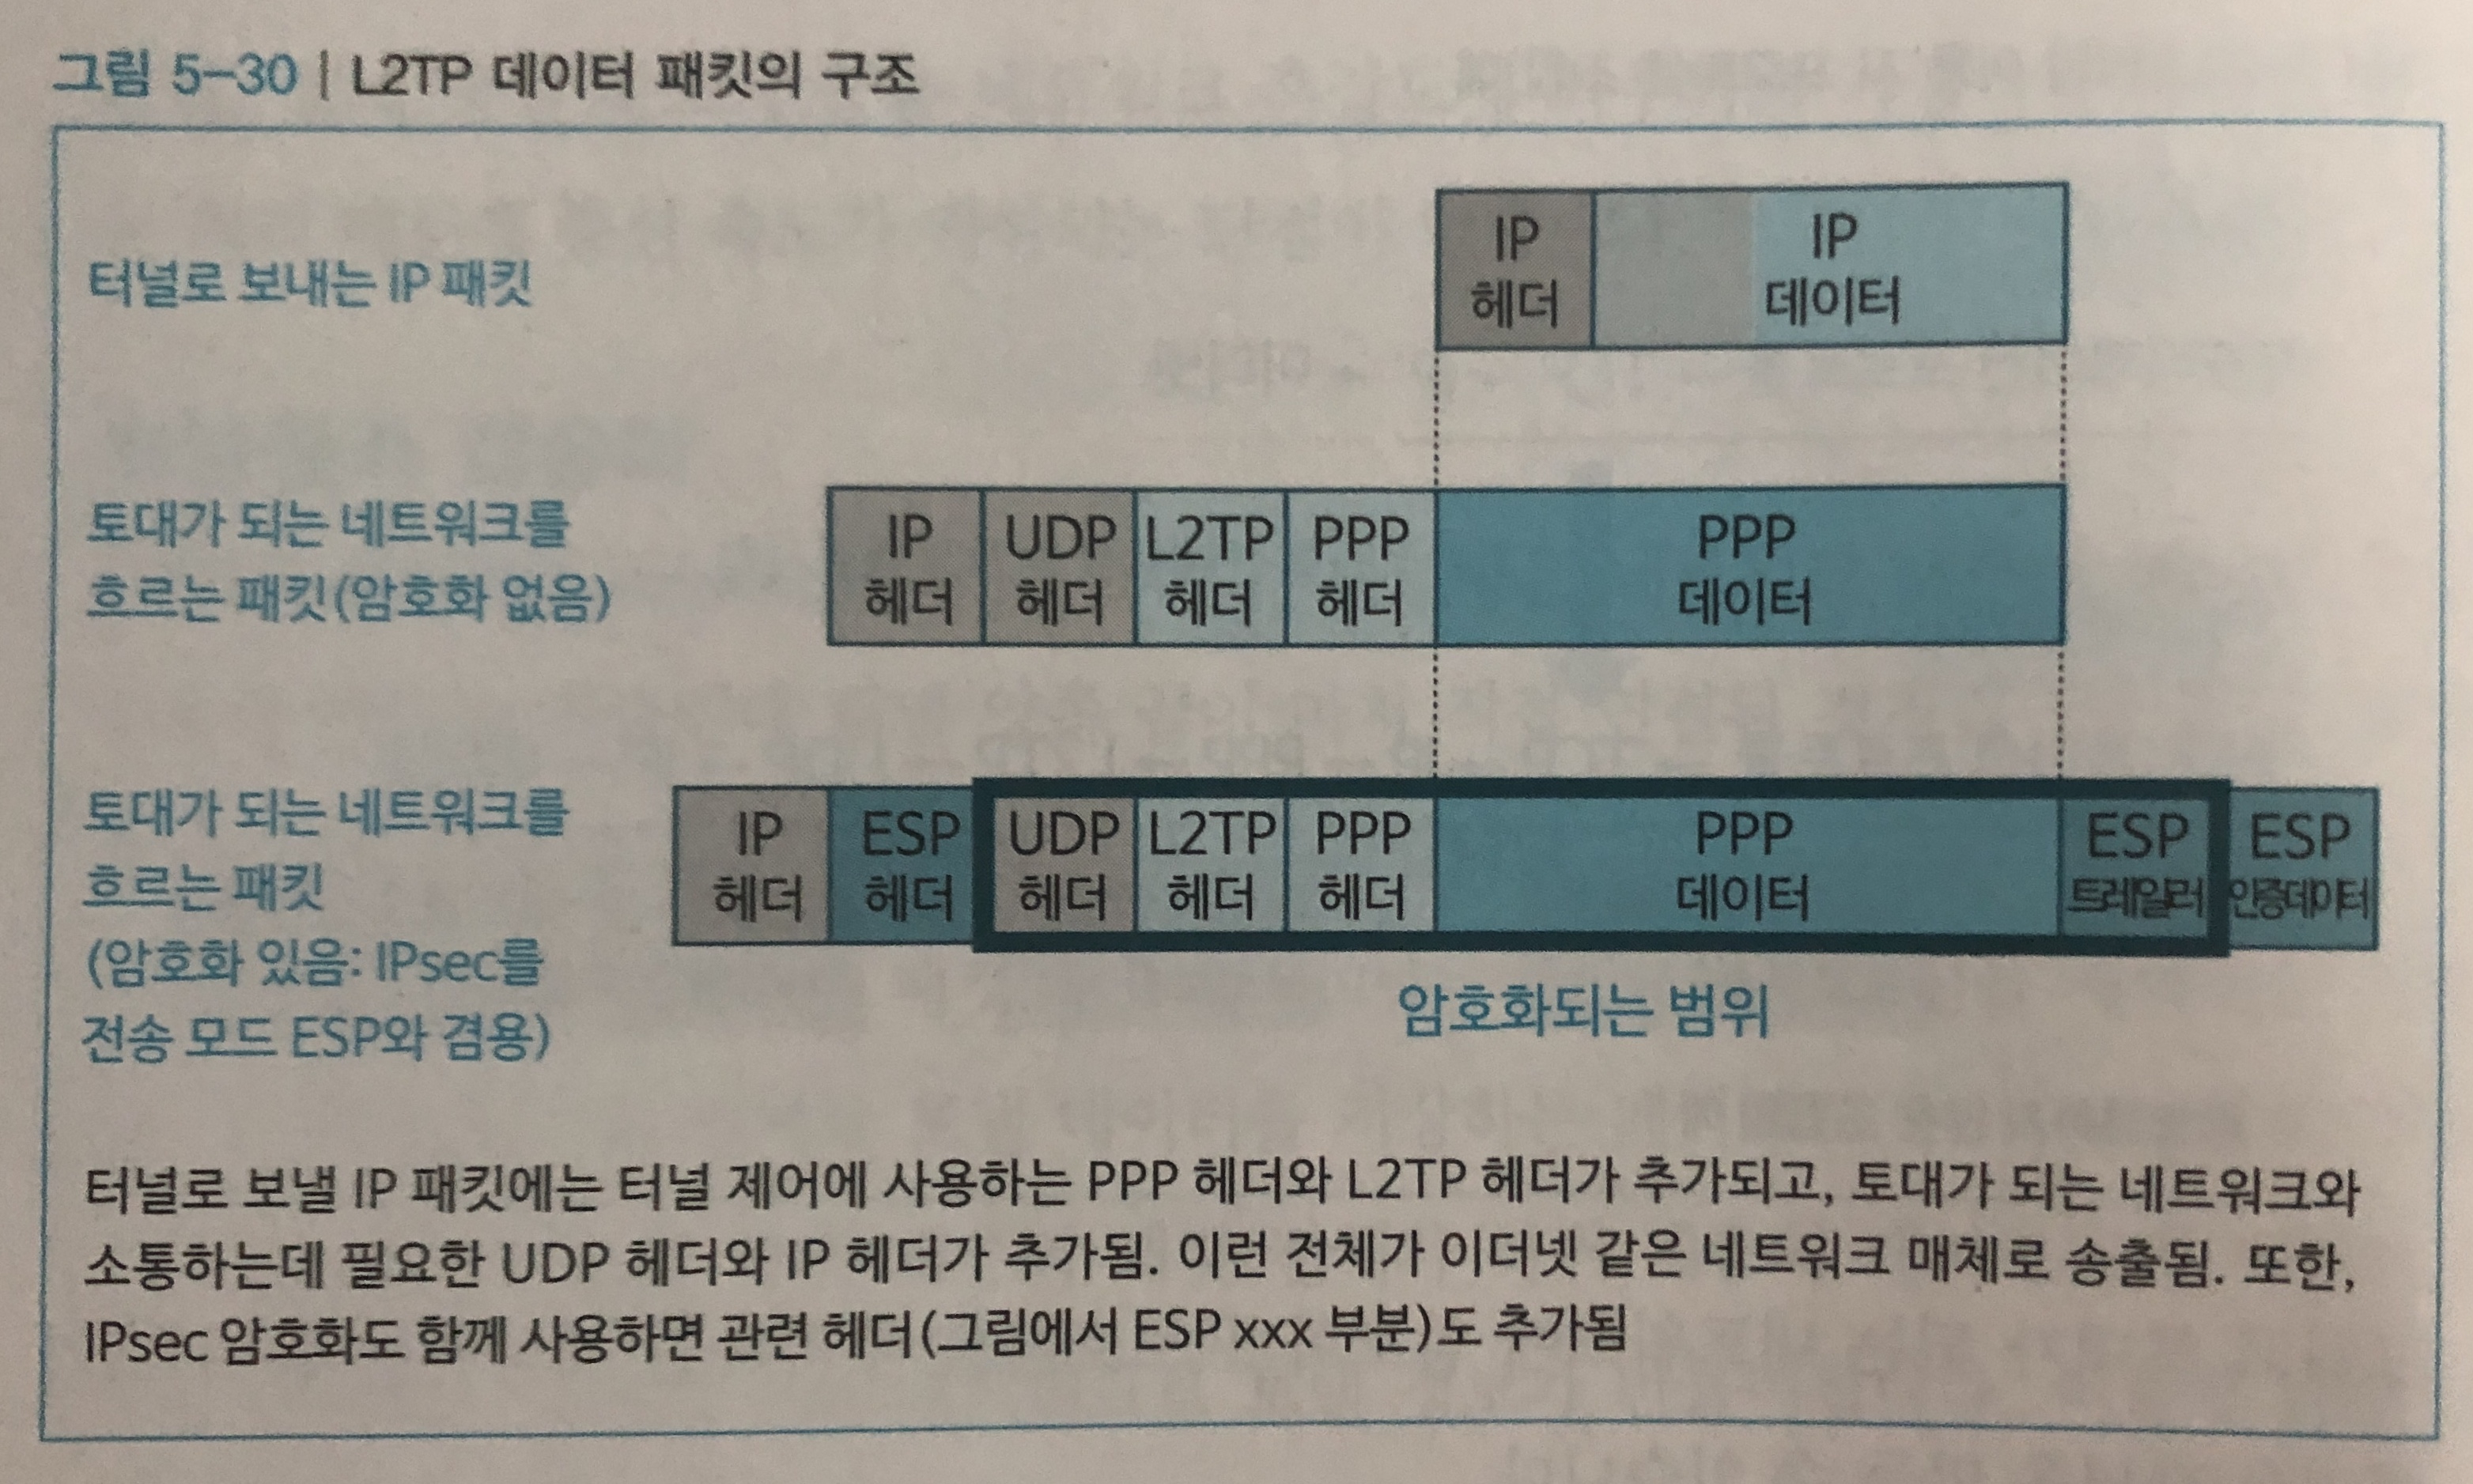 그림 5-30 | L2TP 데이터 패킷의 구조
터널로 보내는 IP 패킷
IP
헤더
IP
데이터
토대가 되는 네트워크를
흐르는 패킷(암호화 없음)
IP
헤더
UDP
헤더
L2TP
헤더
PPP
헤더
PPP
데이터
토대가 되는 네트워크를
흐르는 패킷
(암호화 있음: IPsec를
전송 모드 ESP와 겸용)
IP
헤더
ESP
헤더
UDP
헤더
L2TP
헤더
PPP
헤더
PPP
데이터
ESP
트레일러
ESP
인증데이터
암호화되는 범위
터널로 보낼 IP 패킷에는 터널 제어에 사용하는 PPP 헤더와 L2TP 헤더가 추가되고, 토대가 되는 네트워크와
소통하는데 필요한 UDP 헤더와 IP 헤더가 추가됨. 이런 전체가 이더넷 같은 네트워크 매체로 송출됨. 또한,
IPsec 암호화도 함께 사용하면 관련 헤더(그림에서 ESP xxx 부분)도 추가됨